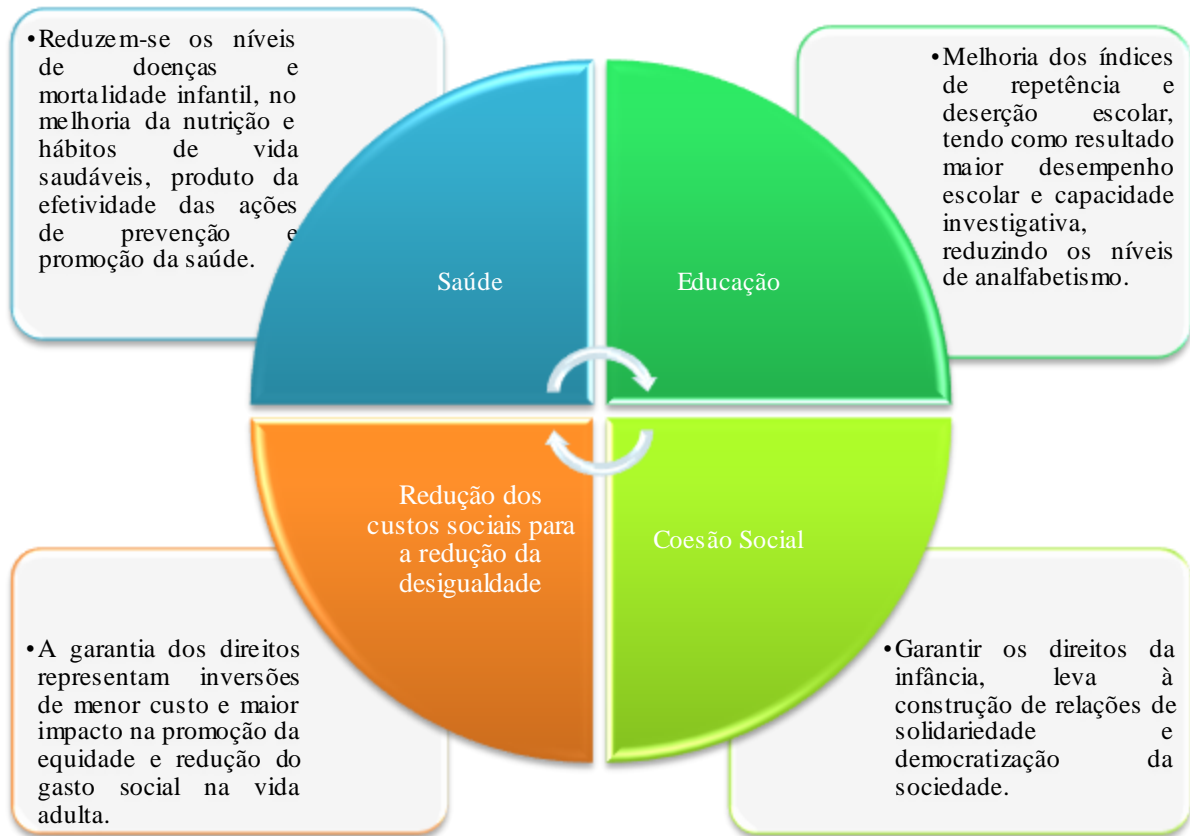 •Reduzem-se os níveis
de doenças e
mortalidade infantil, no
melhoria da nutrição e
hábitos de vida
saudáveis, produto da
efetividade das ações
de prevenção e
promoção da saúde.
•Melhoria dos índices
de repetência e
deserção escolar,
tendo como resultado
maior desempenho
escolar e capacidade
investigativa,
reduzindo os níveis
de analfabetismo.
Saúde
Educação
Redução dos
custos sociais para
a redução da
desigualdade
Coesão Social
•A garantia dos direitos
representam inversões
de menor custo e maior
impacto na promoção da
equidade e redução do
gasto social na vida
adulta.
•Garantir os direitos da
infância, leva à
construção de relações de
solidariedade e
democratização da
sociedade.